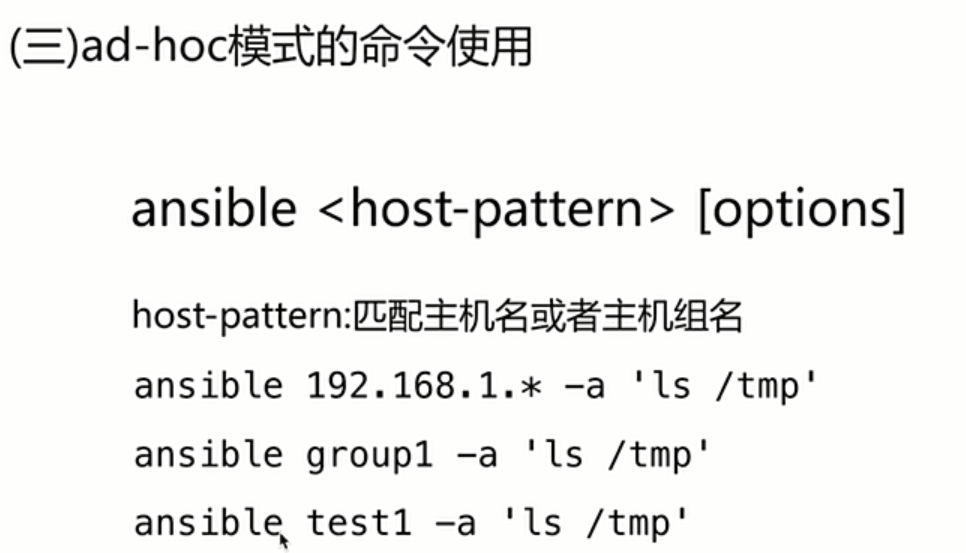 (三)ad-hoc模式的命令使用
ansible <host-pattern> [options]
host-pattern:匹配主机名或者主机组名
ansible 192.168.1.* -a 'ls /tmp'
ansible group1 -a 'ls /tmp'
ansible test1 -a 'ls /tmp'